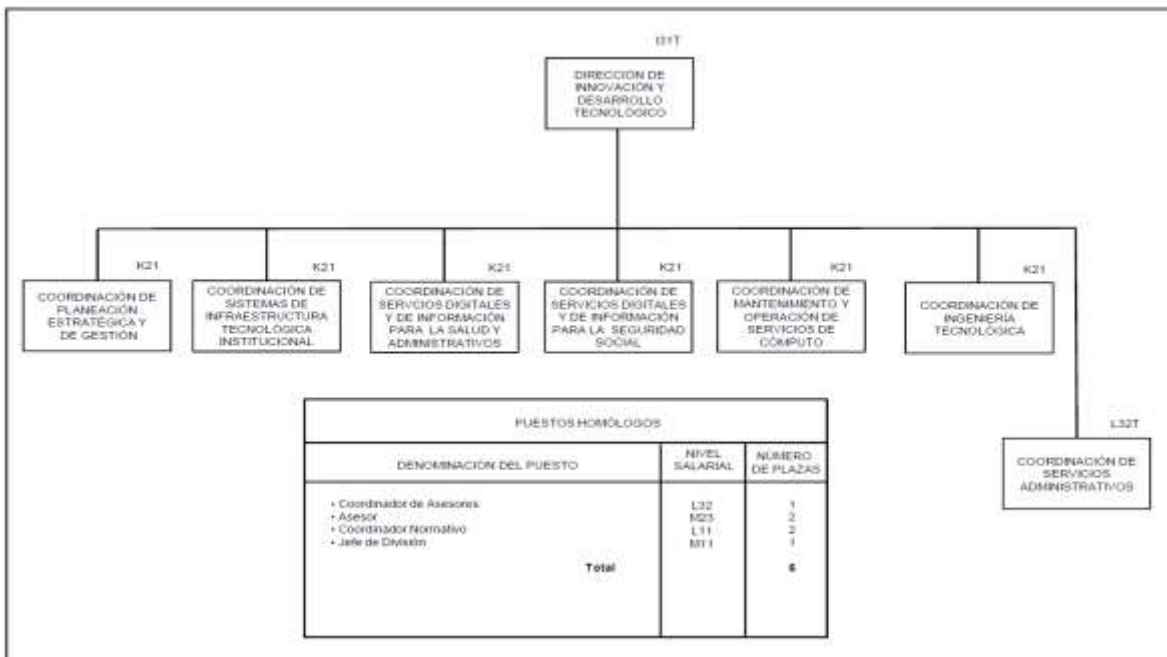 I31T
DIRECCIÓN DE
INNOVACIÓN Y
DESARROLLO
TECNOLÓGICO
K21
COORDINACIÓN DE
PLANEACIÓN
ESTRATÉGICA Y
DE GESTIÓN
K21
COORDINACIÓN DE
SISTEMAS DE
INFRAESTRUCTURA
TECNOLÓGICA
INSTITUCIONAL
K21
COORDINACIÓN DE
SERVICIOS DIGITALES
Y DE INFORMACIÓN
PARA LA SALUD Y
ADMINISTRATIVOS
K21
COORDINACIÓN DE
SERVICIOS DIGITALES
Y DE INFORMACIÓN
PARA LA SEGURIDAD
SOCIAL
K21
COORDINACIÓN DE
MANTENIMIENTO Y
OPERACIÓN DE
SERVICIOS DE
CÓMPUTO
K21
COORDINACIÓN DE
INGENIERÍA
TECNOLÓGICA
L32T
COORDINACIÓN DE
SERVICIOS
ADMINISTRATIVOS
PUESTOS HOMÓLOGOS
DENOMINACIÓN DEL PUESTO NIVEL SALARIAL NÚMERO DE PLAZAS
• Coordinador de Asesores L32 1
• Asesor M23 2
• Coordinador Normativo L11 2
• Jefe de División M11 1
Total 6